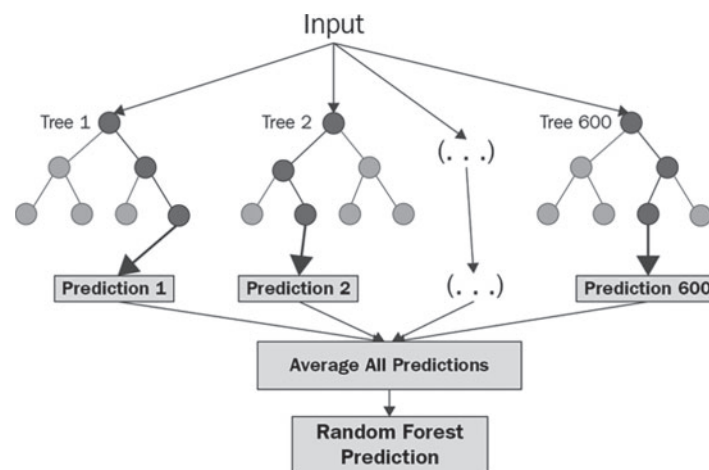 Input
Tree 1
Tree 2
(. . .)
Tree 600
Prediction 1
Prediction 2
(. . .)
Prediction 600
Average All Predictions
Random Forest
Prediction